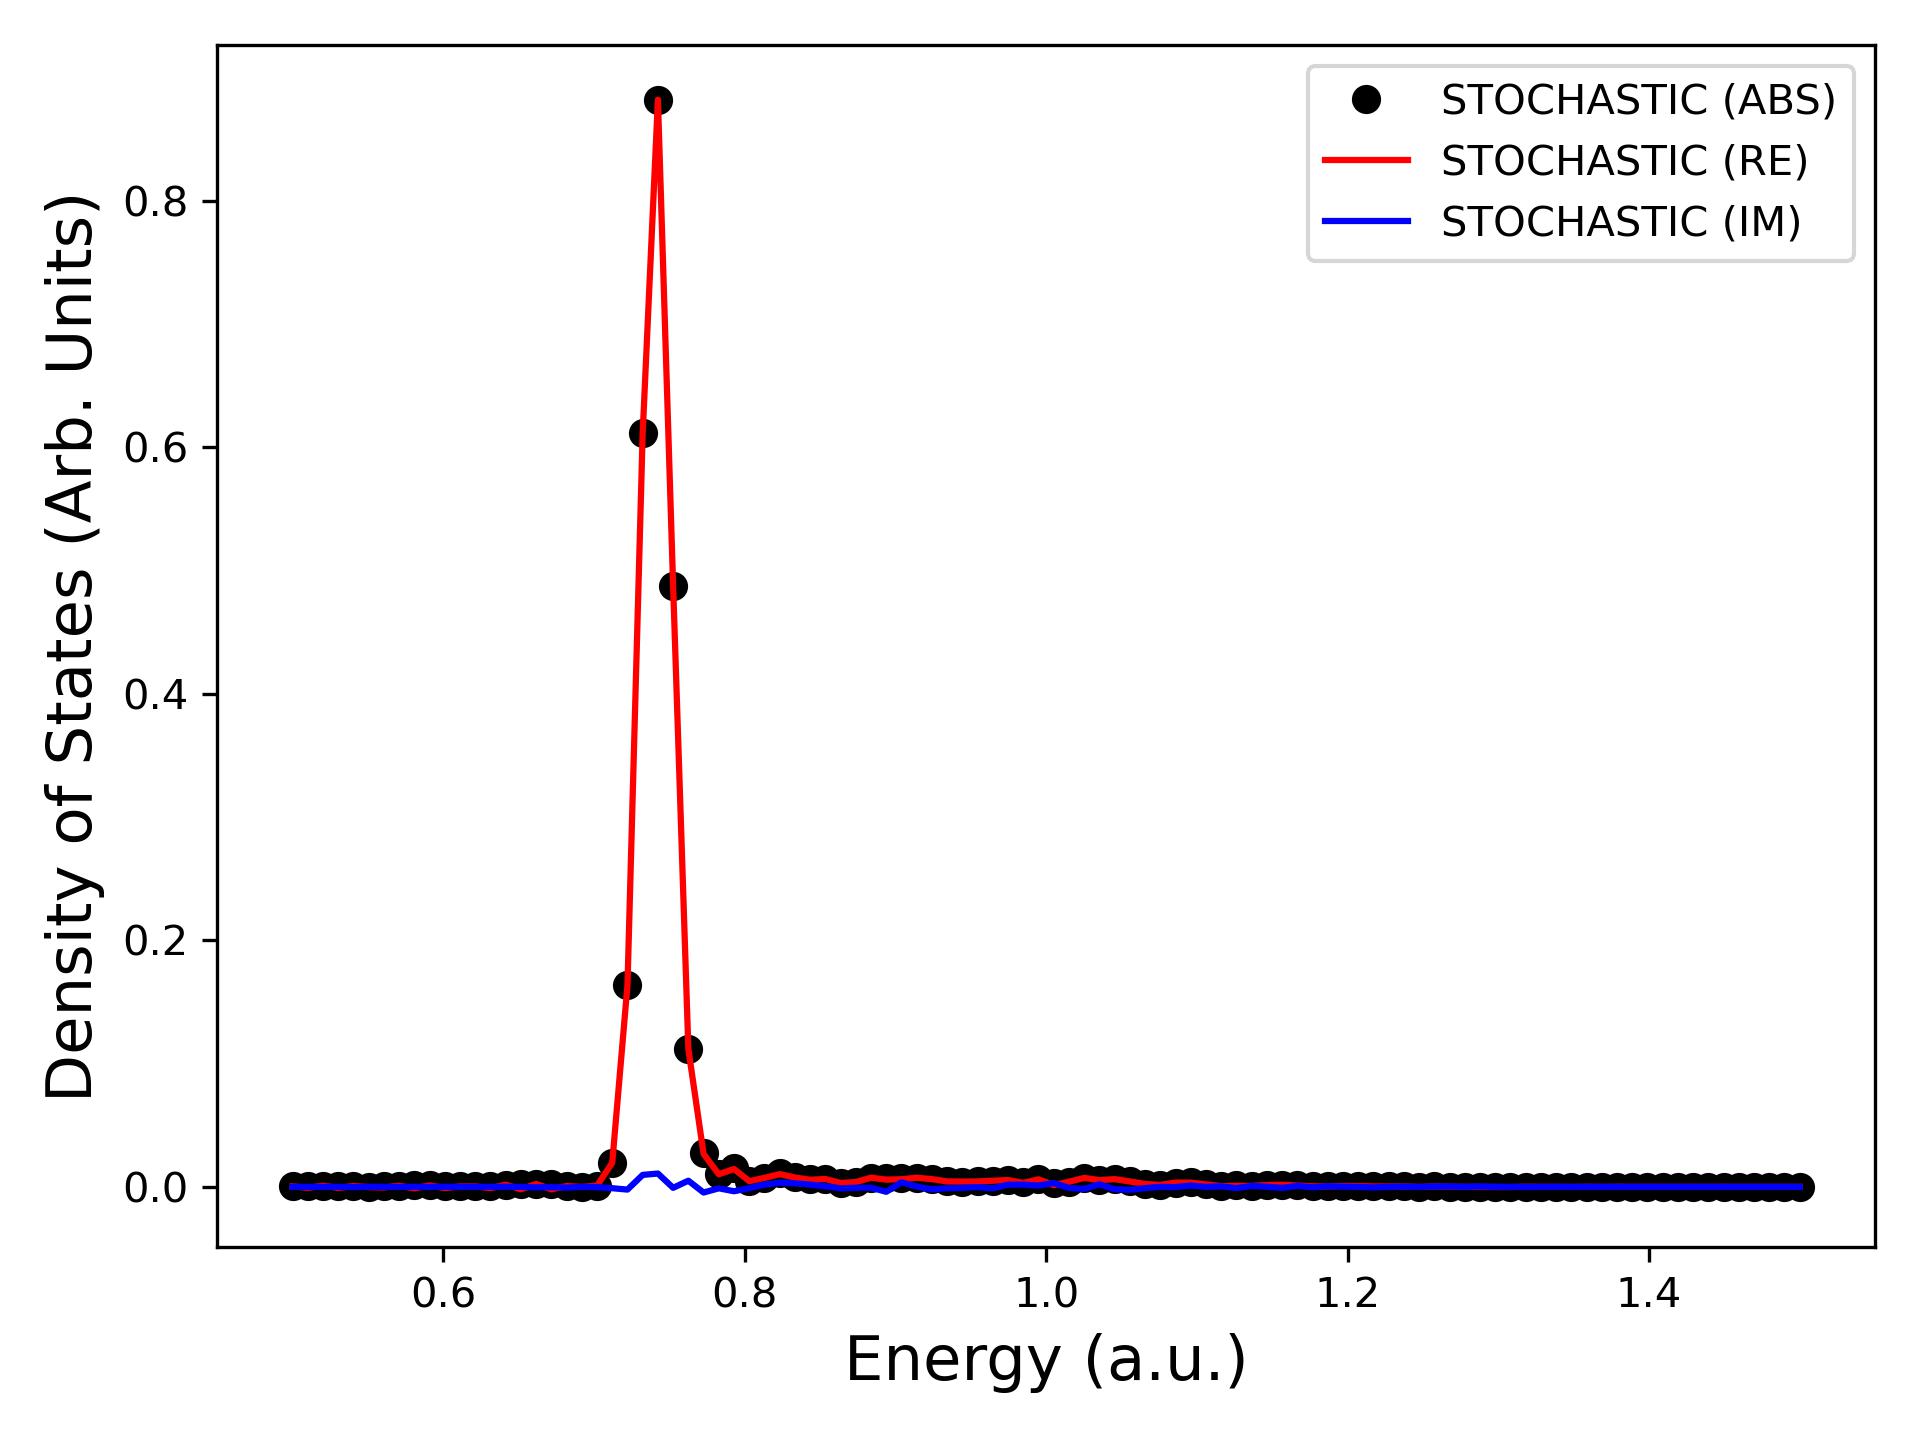 STOCHASTIC (ABS)
STOCHASTIC (RE)
STOCHASTIC (IM)
Density of States (Arb. Units)
0.8
0.6
0.4
0.2
0.0
0.6 0.8 1.0 1.2 1.4
Energy (a.u.)